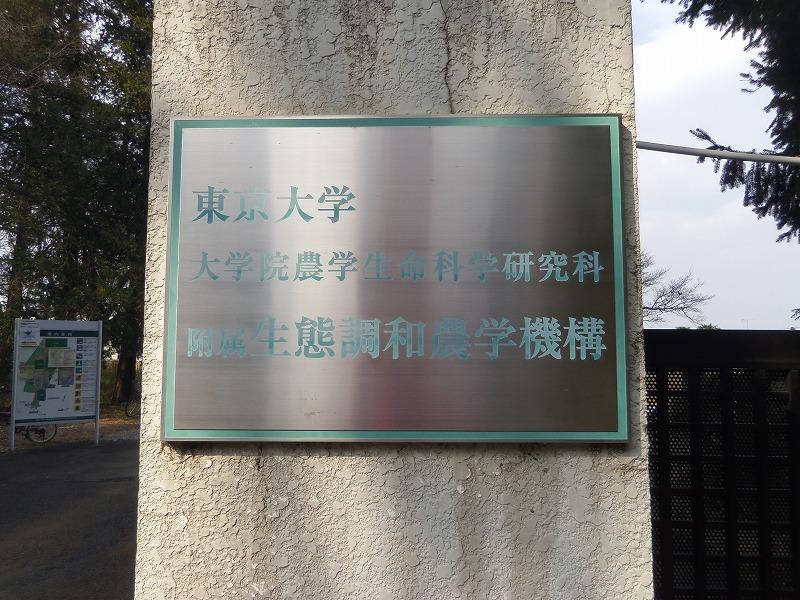 東京大学
大学院農学生命科学研究科
附属生態調和農学機構